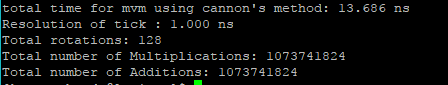 total time for mvm using cannon's method: 13.686 ns
Resolution of tick : 1.000 ns
Total rotations: 128
Total number of Multiplications: 1073741824
Total number of Additions: 1073741824